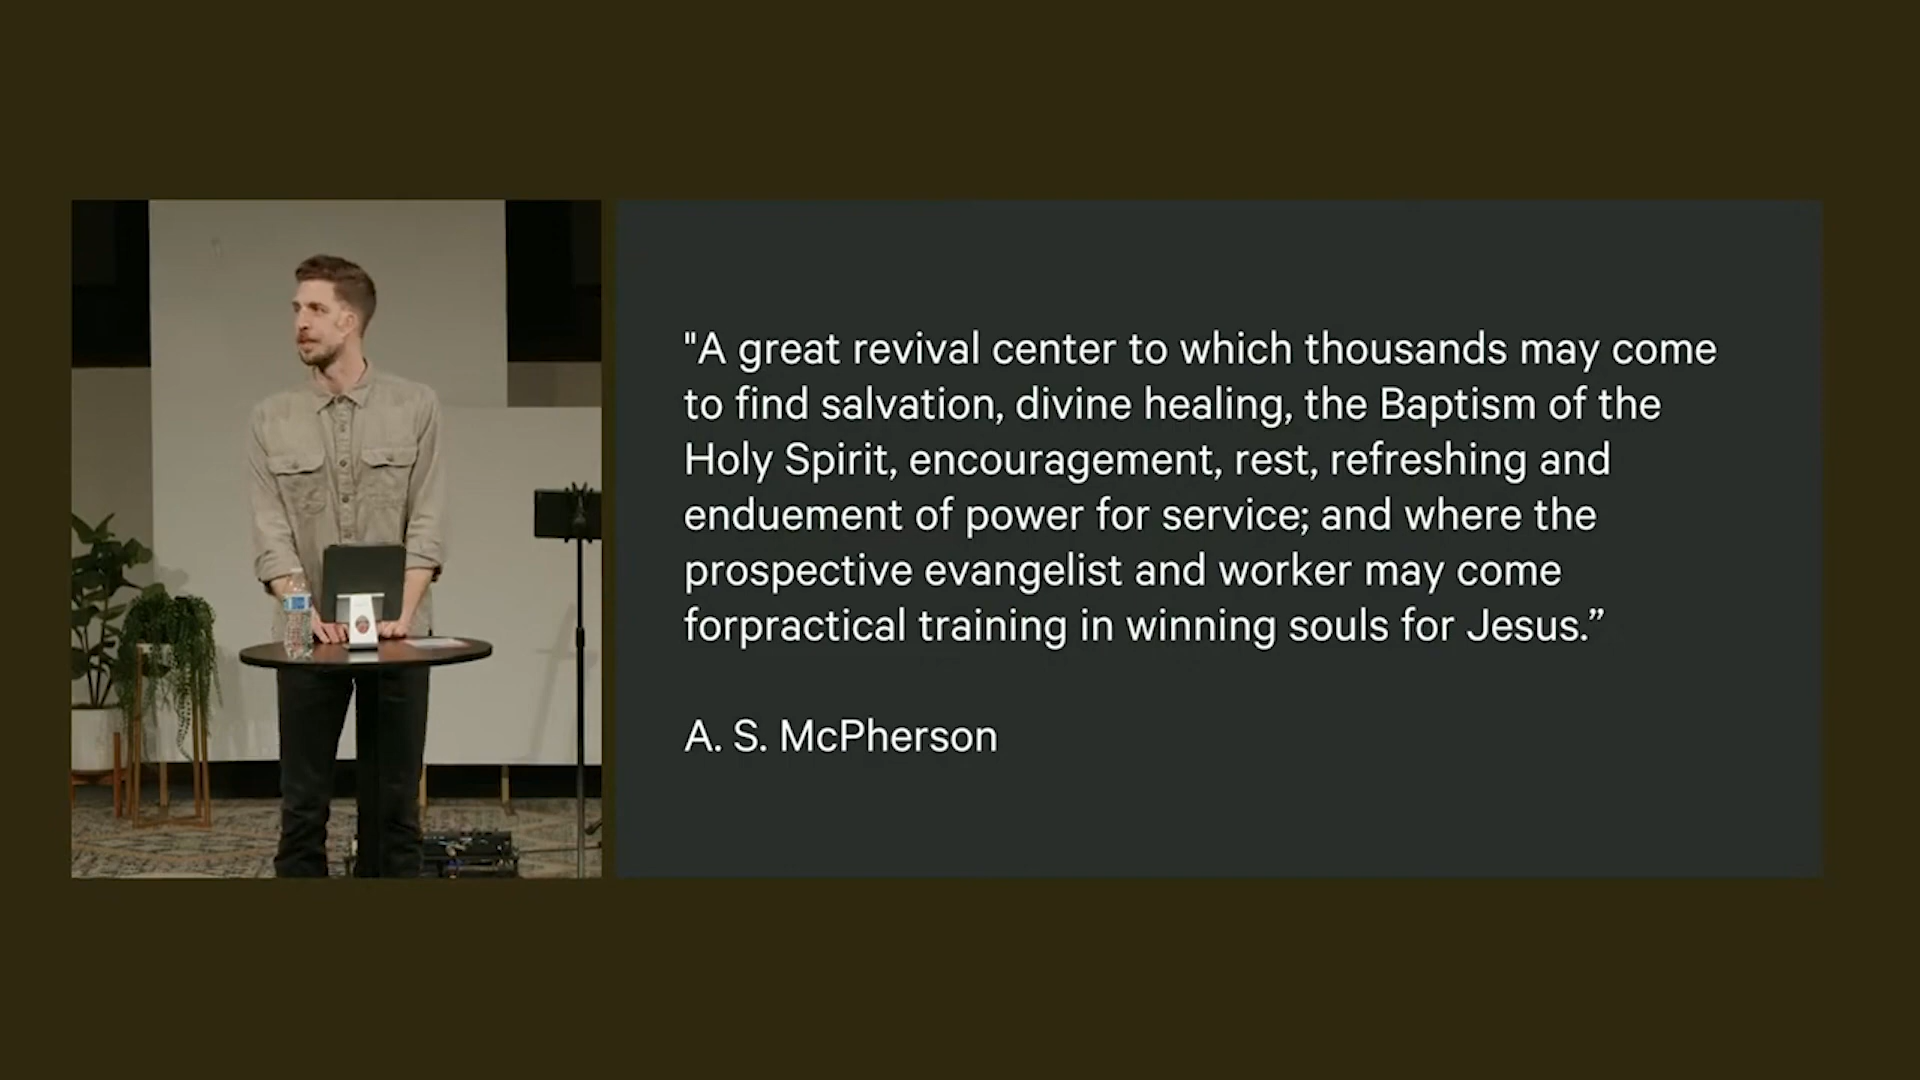 "A great revival center to which thousands may come
to find salvation, divine healing, the Baptism of the
Holy Spirit, encouragement, rest, refreshing and
enduement of power for service; and where the
prospective evangelist and worker may come
forpractical training in winning souls for Jesus.”
A. S. McPherson